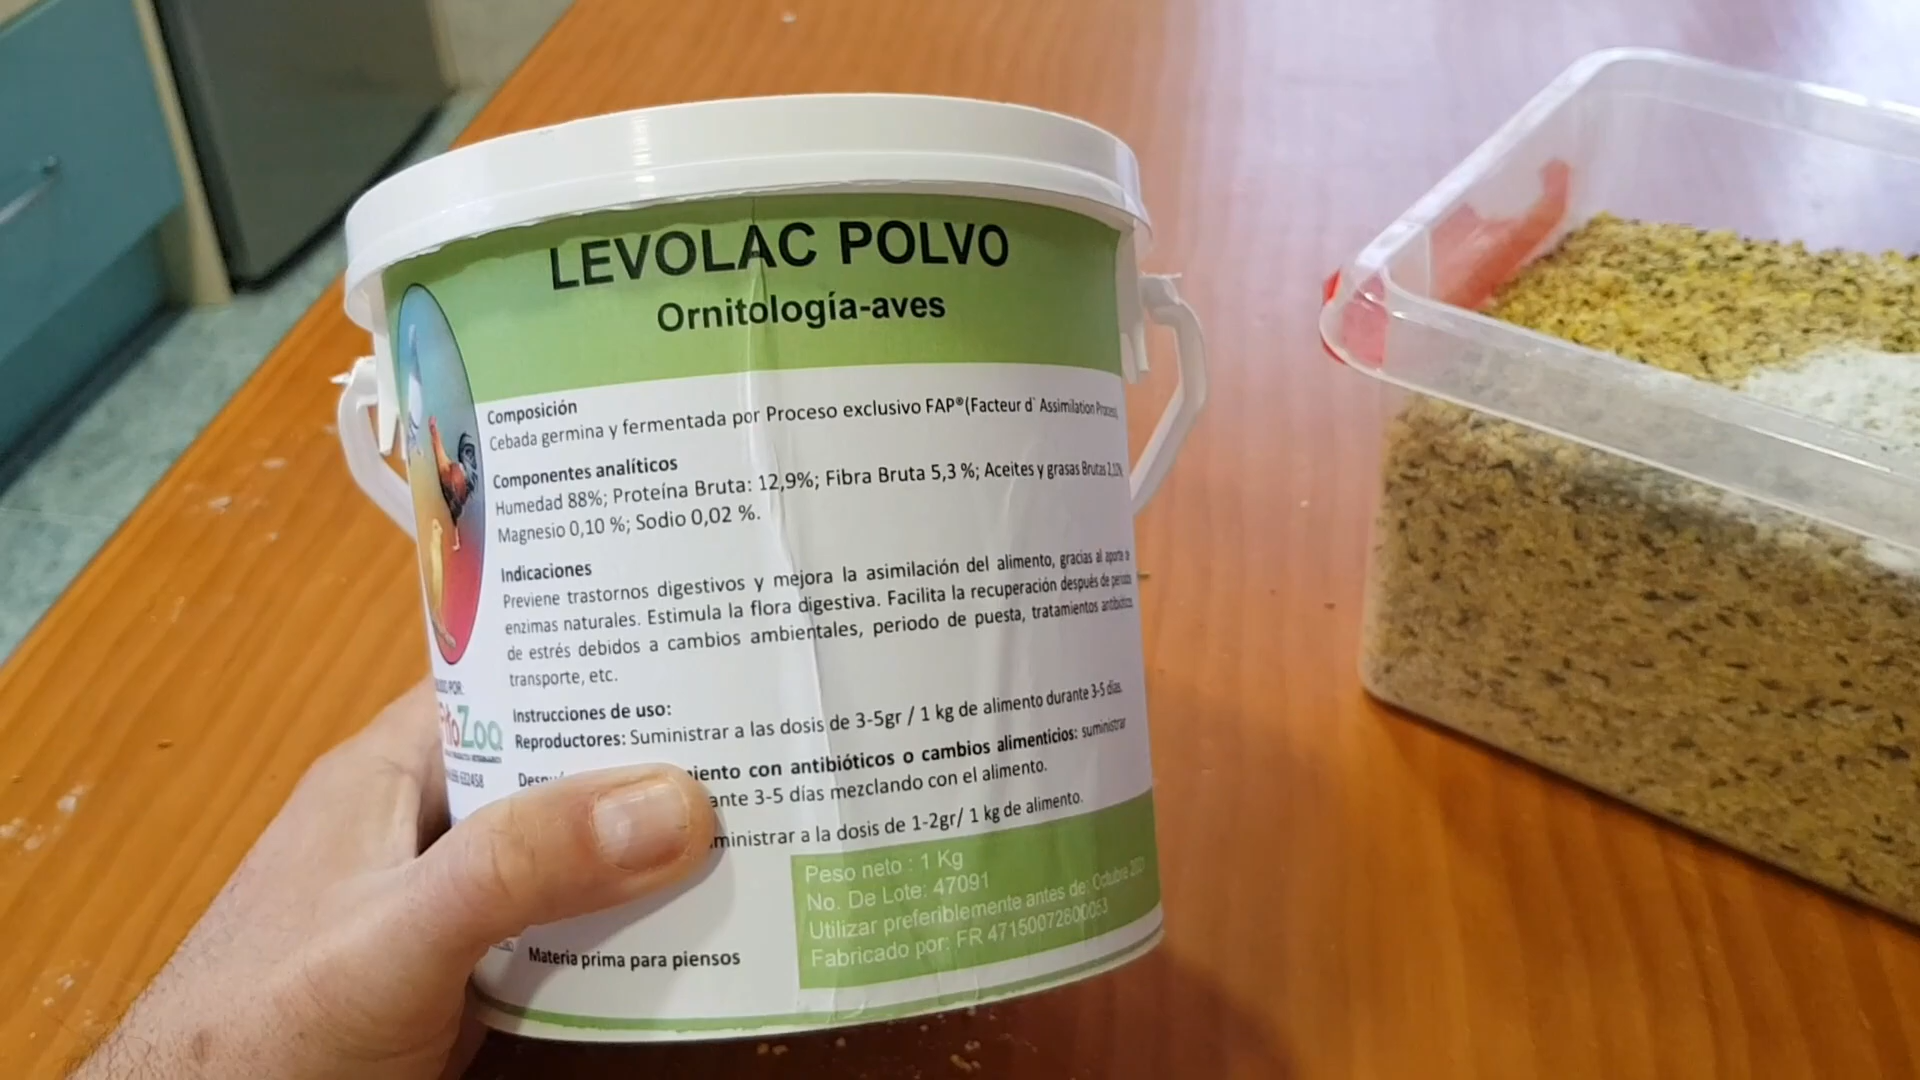 LEVOLAC POLVO
Ornitología-aves
Composición
Cebada germina y fermentada por Proceso exclusivo FAP®(Facteur d' Assimilation Process
Componentes analíticos
Humedad 88%; Proteína Bruta: 12,9%; Fibra Bruta 5,3 %; Aceites y grasas Brutas
Magnesio 0,10 %; Sodio 0,02 %.
Indicaciones
Previene trastornos digestivos y mejora la asimilación del alimento, gracias al aporte de
enzimas naturales. Estimula la flora digestiva. Facilita la recuperación después de
de estrés debidos a cambios ambientales, periodo de puesta, tratamientos antibióticos
transporte, etc.
Instrucciones de uso:
Reproductores: Suministrar a las dosis de 3-5gr / 1 kg de alimento durante 3-5 días.
iento con antibióticos o cambios alimenticios: suministrar
ante 3-5 días mezclando con el alimento.
ministrar a la dosis de 1-2gr/ 1 kg de alimento.
Peso neto : 1 Kg
No. De Lote: 47091
Utilizar preferiblemente antes de: Octubre
Fabricado por: FR 47150072800053
Materia prima para piensos
POR:
Zoo